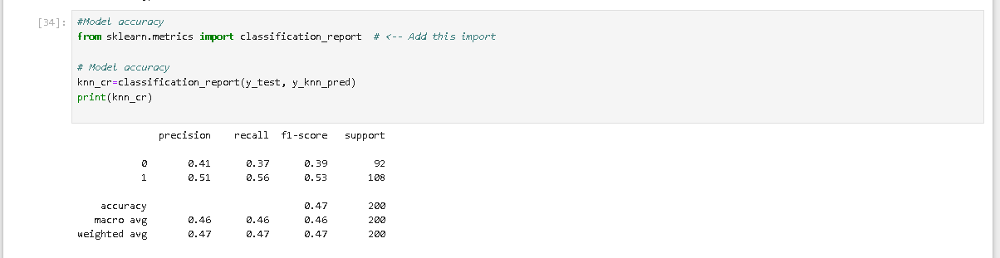 [34]: #Model accuracy
from sklearn.metrics import classification_report # <-- Add this import
# Model accuracy
knn_cr=classification_report(y_test, y_knn_pred)
print(knn_cr)
precision recall f1-score support
0 0.41 0.37 0.39 92
1 0.51 0.56 0.53 108
accuracy 0.47 200
macro avg 0.46 0.46 0.46 200
weighted avg 0.47 0.47 0.47 200